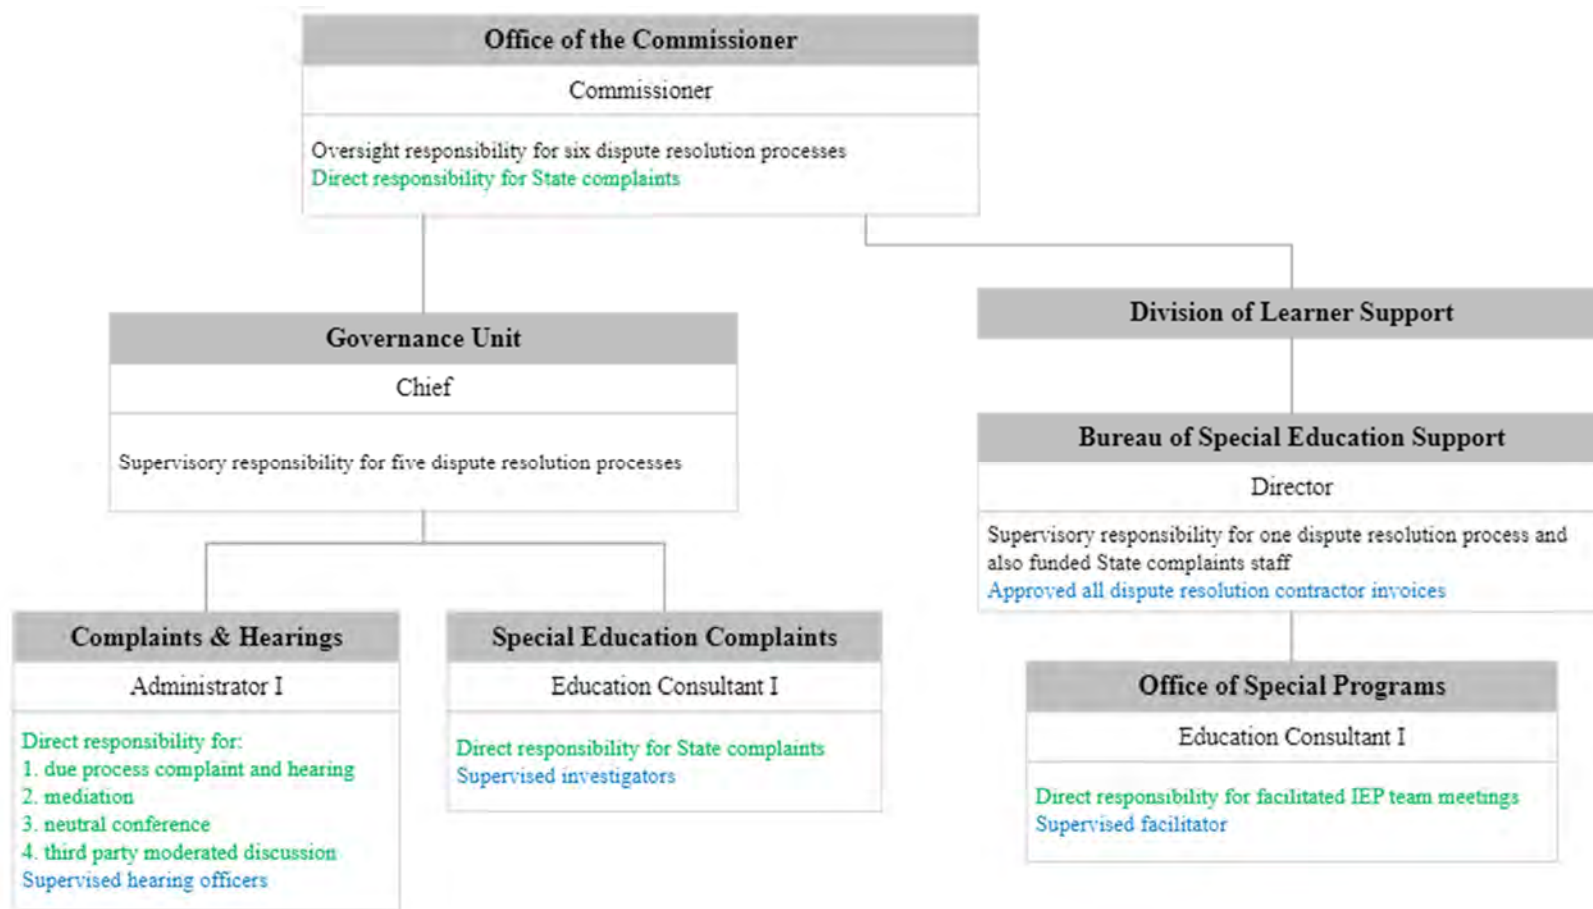 Office of the Commissioner
Commissioner
Oversight responsibility for six dispute resolution processes
Direct responsibility for State complaints
Governance Unit
Chief
Supervisory responsibility for five dispute resolution processes
Division of Learner Support
Bureau of Special Education Support
Director
Supervisory responsibility for one dispute resolution process and
also funded State complaints staff
Approved all dispute resolution contractor invoices
Complaints & Hearings
Administrator I
Direct responsibility for:
1. due process complaint and hearing
2. mediation
3. neutral conference
4. third party moderated discussion
Supervised hearing officers
Special Education Complaints
Education Consultant I
Direct responsibility for State complaints
Supervised investigators
Office of Special Programs
Education Consultant I
Direct responsibility for facilitated IEP team meetings
Supervised facilitator